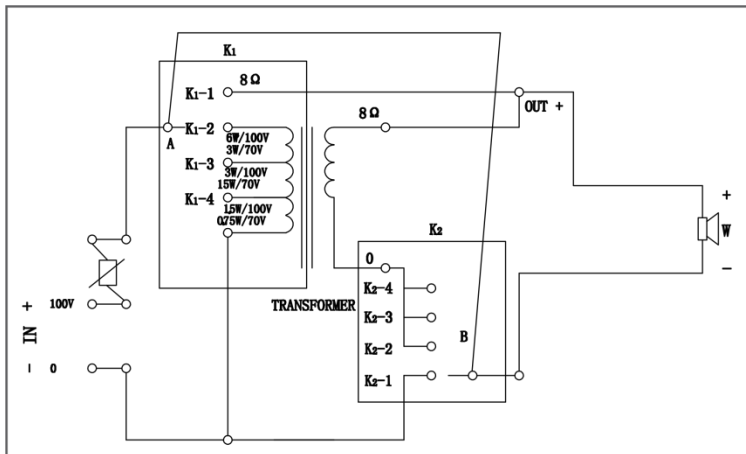 K1
8Ω
K1-1
8Ω
OUT +
K1-2
A
6W/100V
3W/70V
K1-3
3W/100V
15W/70V
K1-4
1.5W/100V
0.75W/70V
+
W
-
K2
0
K2-4
TRANSFORMER
+ 100V
K2-3
IN
B
K2-2
- 0
K2-1